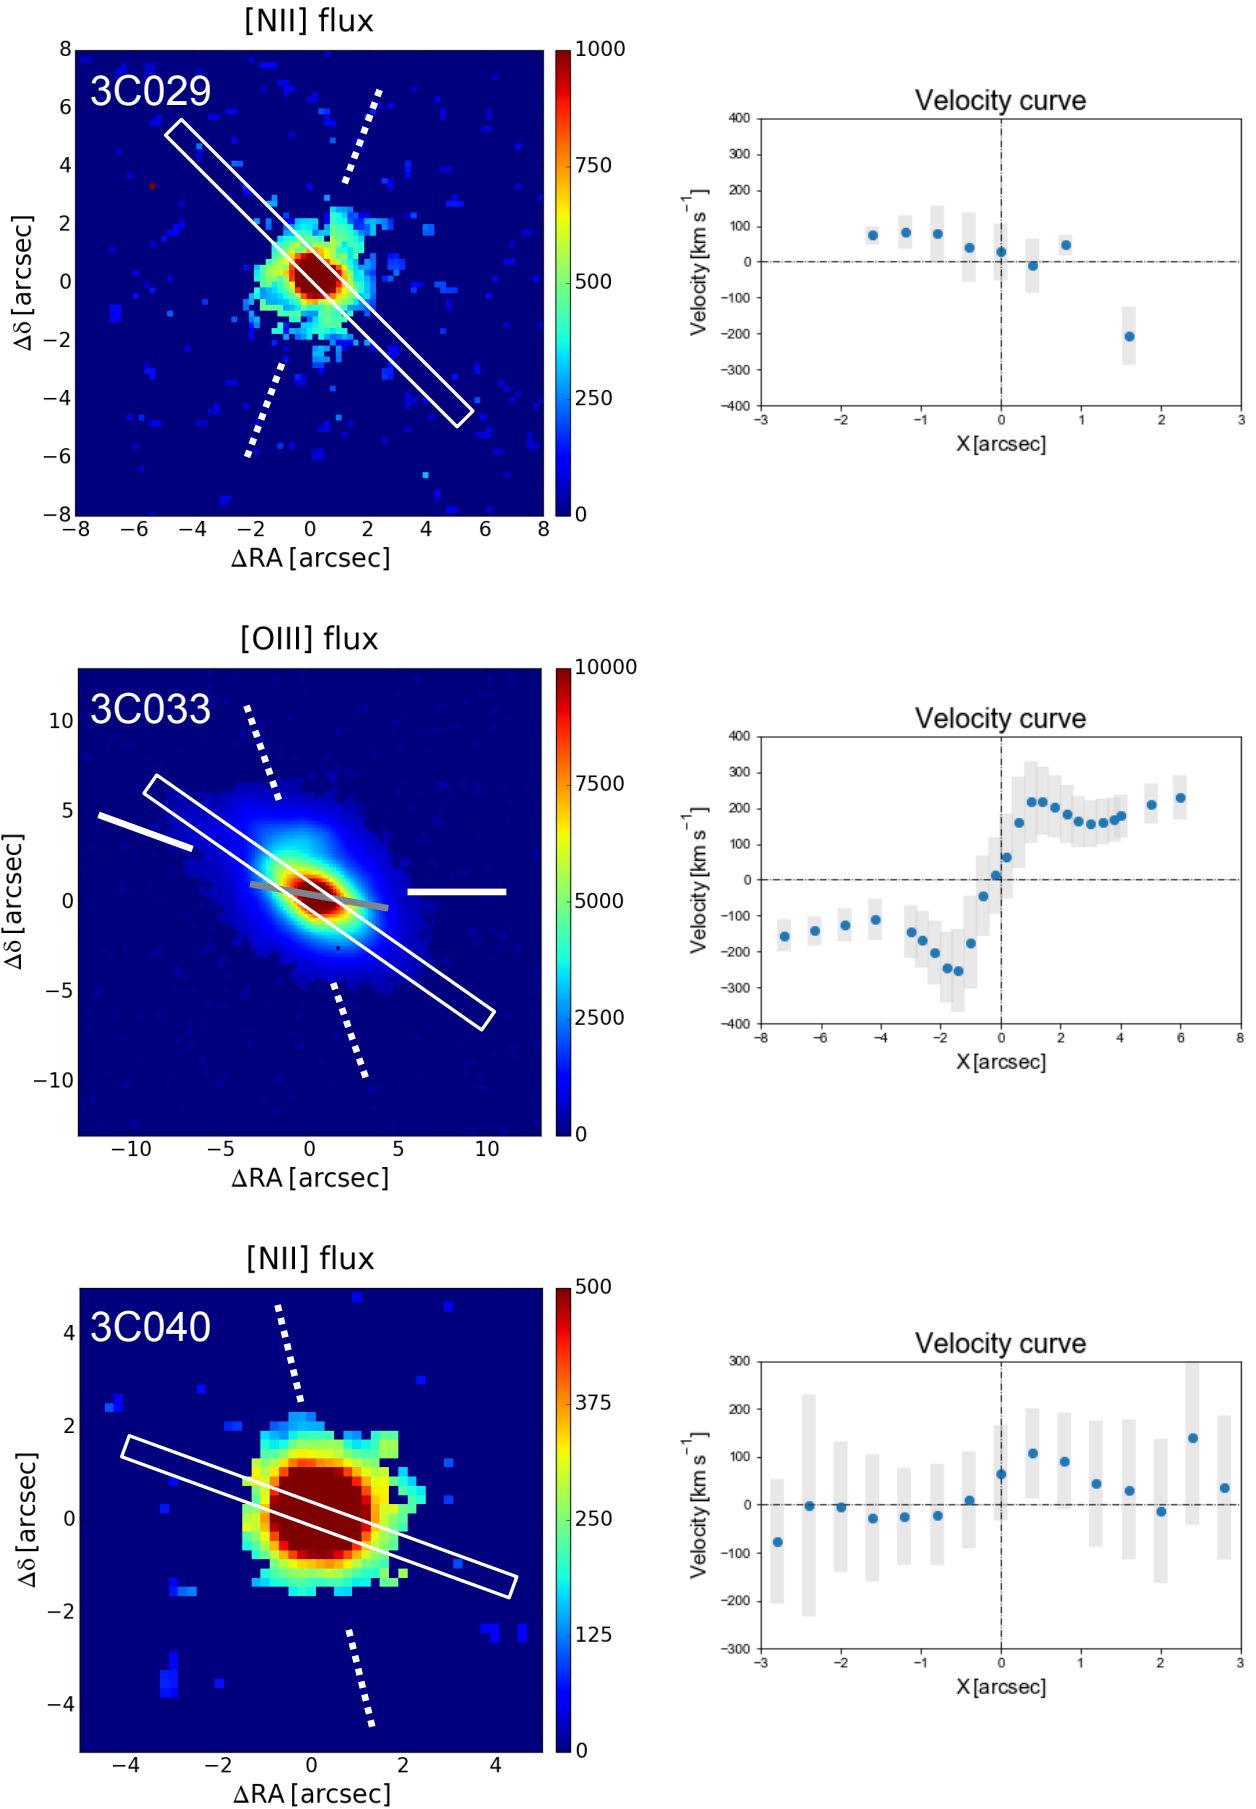 [NII] flux
3C029
8
6
4
2
0
−2
−4
−6
−8
Δδ [arcsec]
−8 −6 −4 −2 0 2 4 6 8
ΔRA [arcsec]
1000
750
500
250
0
Velocity curve
400
400
300
200
100
0
−100
−200
−300
−400
Velocity [km s−1]
−3 −2 −1 0 1 2 3
X [arcsec]
[OIII] flux
3C033
10
5
0
−5
−10
Δδ [arcsec]
−10 −5 0 5 10
ΔRA [arcsec]
10000
7500
5000
2500
0
Velocity curve
400
300
200
100
0
−100
−200
−300
−400
Velocity [km s−1]
−8 −6 −4 −2 0 2 4 6 8
X [arcsec]
[NII] flux
3C040
4
2
0
−2
−4
Δδ [arcsec]
−4 −2 0 2 4
ΔRA [arcsec]
500
375
250
125
0
Velocity curve
300
200
100
0
−100
−200
−300
Velocity [km s−1]
−3 −2 −1 0 1 2 3
X [arcsec]